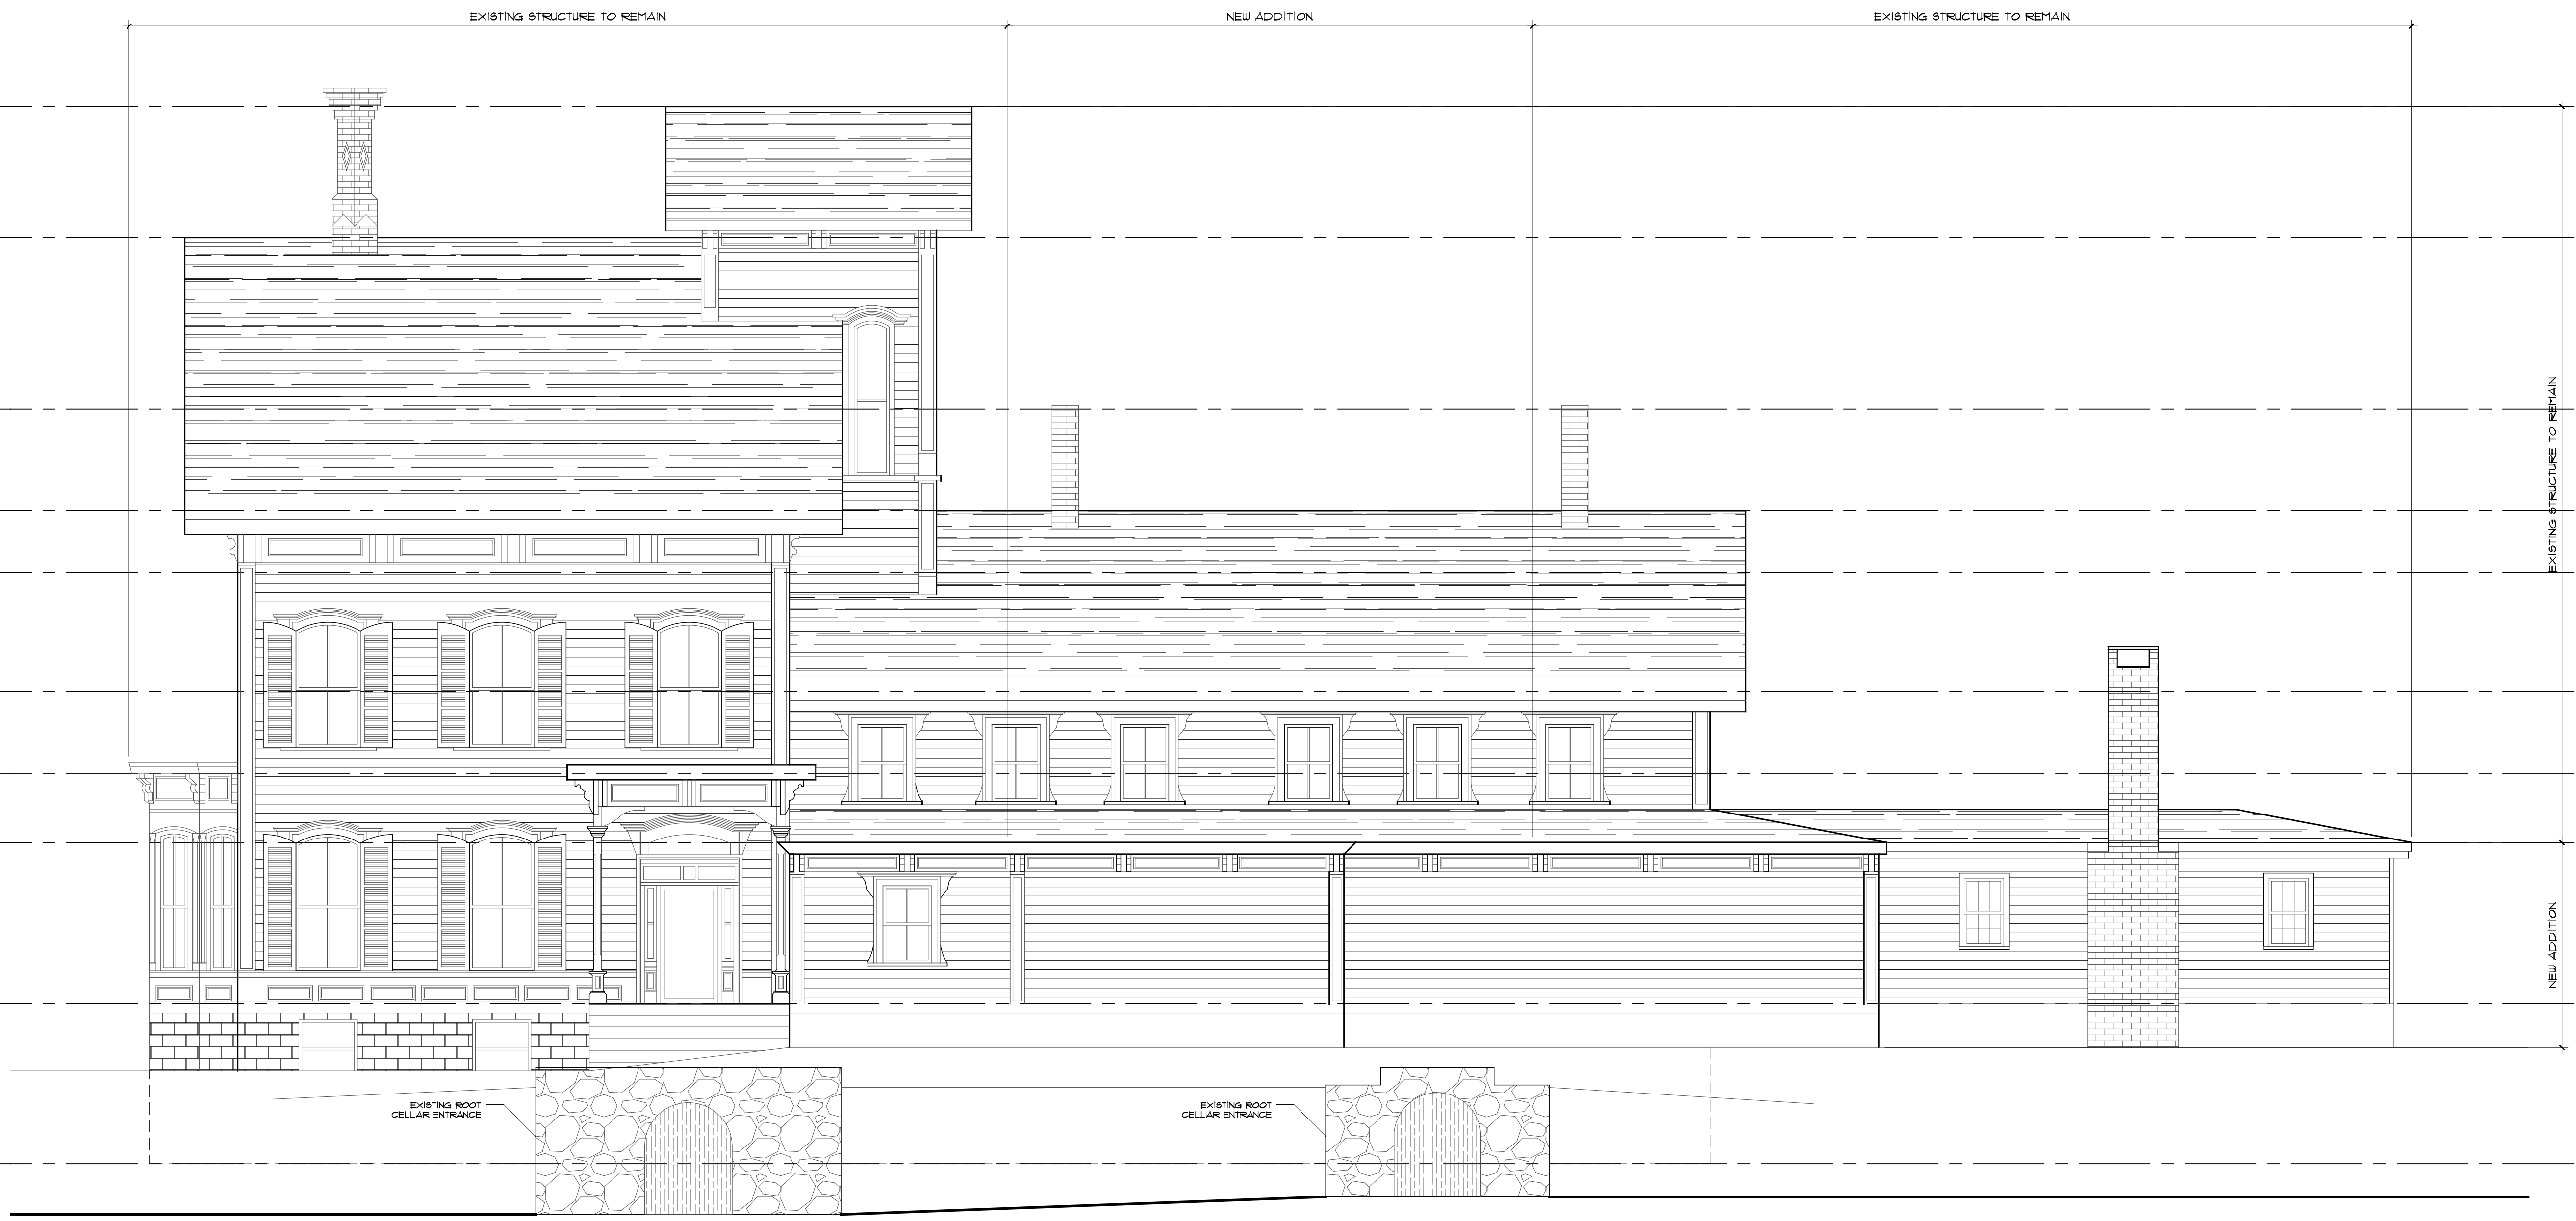 EXISTING STRUCTURE TO REMAIN
NEW ADDITION
EXISTING STRUCTURE TO REMAIN
EXISTING STRUCTURE TO REMAIN
NEW ADDITION
EXISTING ROOT
CELLAR ENTRANCE
EXISTING ROOT
CELLAR ENTRANCE